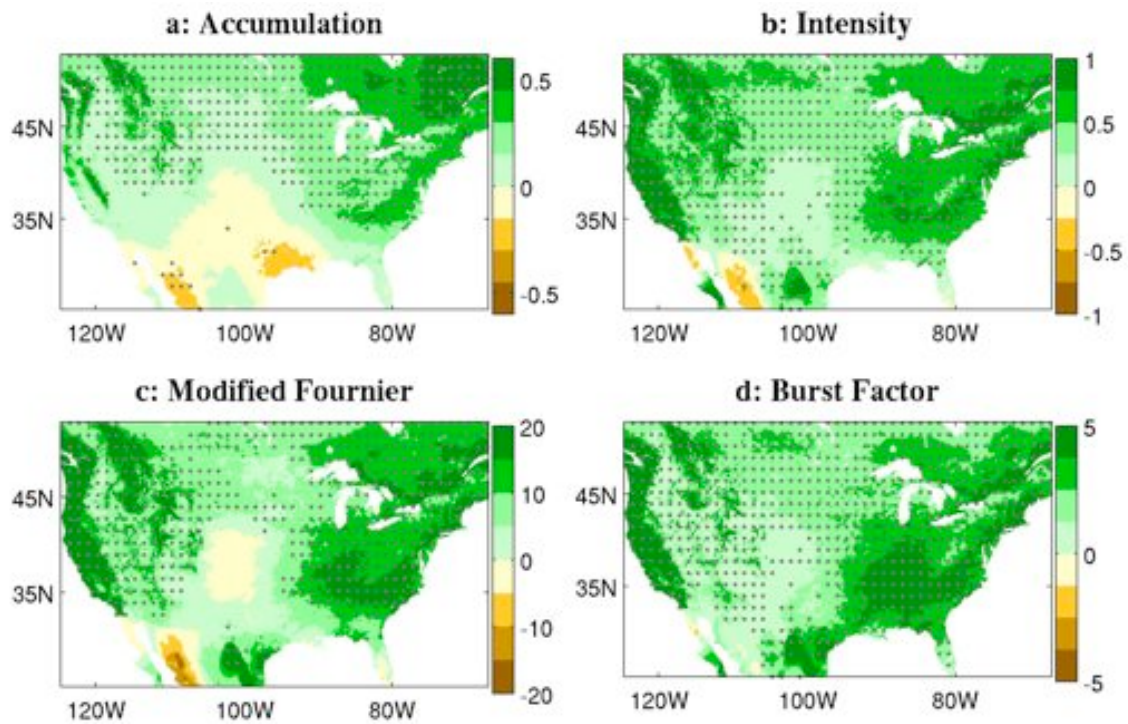 a: Accumulation
45N
35N
120W 100W 80W
0.5
0
-0.5
b: Intensity
45N
35N
120W 100W 80W
1
0.5
0
-0.5
-1
c: Modified Fournier
45N
35N
120W 100W 80W
20
10
0
-10
-20
d: Burst Factor
45N
35N
120W 100W 80W
5
0
-5